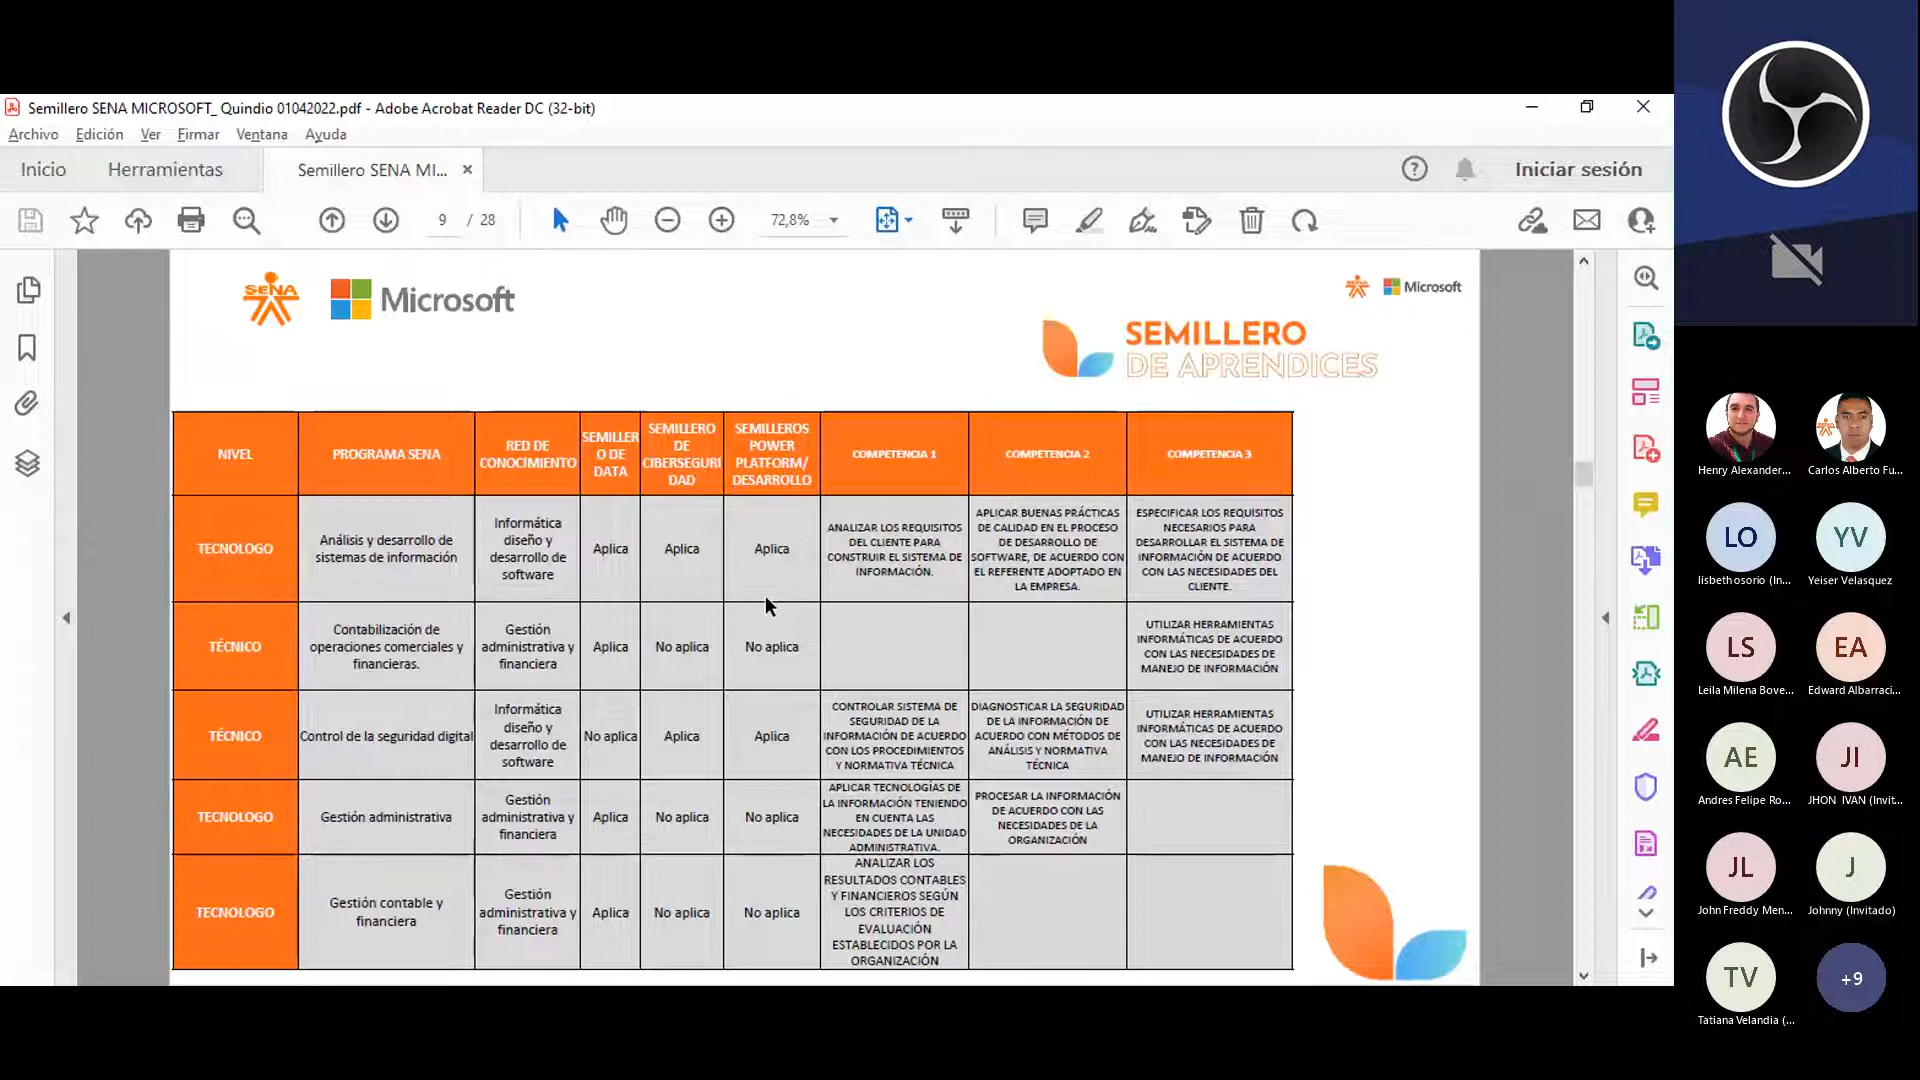 Semillero SENA MICROSOFT_ Quindio 01042022.pdf - Adobe Acrobat Reader DC (32-bit)
Archivo Edición Ver Firmar Ventana Ayuda
Inicio Herramientas Semillero SENA MI... Iniciar sesión
9 / 28 72,8%
SENA Microsoft
Microsoft
SEMILLERO
DE APRENDICES
NIVEL
PROGRAMA SENA
RED DE
CONOCIMIENTO
SEMILLER
O DE
DATA
SEMILLERO
DE
CIBERSEGURI
DAD
SEMILLEROS
POWER
PLATFORM/
DESARROLLO
COMPETENCIA 1
COMPETENCIA 2
COMPETENCIA 3
TECNOLOGO
Análisis y desarrollo de
sistemas de información
Informática
diseño y
desarrollo de
software
Aplica
Aplica
Aplica
ANALIZAR LOS REQUISITOS
DEL CLIENTE PARA
CONSTRUIR EL SISTEMA DE
INFORMACIÓN.
APLICAR BUENAS PRÁCTICAS
DE CALIDAD EN EL PROCESO
DE DESARROLLO DE
SOFTWARE, DE ACUERDO CON
EL REFERENTE ADOPTADO EN
LA EMPRESA.
ESPECIFICAR LOS REQUISITOS
NECESARIOS PARA
DESARROLLAR EL SISTEMA DE
INFORMACIÓN DE ACUERDO
CON LAS NECESIDADES DEL
CLIENTE.
TÉCNICO
Contabilización de
operaciones comerciales y
financieras.
Gestión
administrativa y
financiera
Aplica
No aplica
No aplica
UTILIZAR HERRAMIENTAS
INFORMÁTICAS DE ACUERDO
CON LAS NECESIDADES DE
MANEJO DE INFORMACIÓN
TÉCNICO
Control de la seguridad digital
Informática
diseño y
desarrollo de
software
No aplica
Aplica
Aplica
CONTROLAR SISTEMA DE
SEGURIDAD DE LA
INFORMACIÓN DE ACUERDO
CON LOS PROCEDIMIENTOS
Y NORMATIVA TÉCNICA
DIAGNOSTICAR LA SEGURIDAD
DE LA INFORMACIÓN DE
ACUERDO CON MÉTODOS DE
ANÁLISIS Y NORMATIVA
TÉCNICA
UTILIZAR HERRAMIENTAS
INFORMÁTICAS DE ACUERDO
CON LAS NECESIDADES DE
MANEJO DE INFORMACIÓN
TECNOLOGO
Gestión administrativa
Gestión
administrativa y
financiera
Aplica
No aplica
No aplica
APLICAR TECNOLOGÍAS DE
LA INFORMACIÓN TENIENDO
EN CUENTA LAS
NECESIDADES DE LA UNIDAD
ADMINISTRATIVA.
PROCESAR LA INFORMACIÓN
DE ACUERDO CON LAS
NECESIDADES DE LA
ORGANIZACIÓN
TECNOLOGO
Gestión contable y
financiera
Gestión
administrativa y
financiera
Aplica
No aplica
No aplica
ANALIZAR LOS
RESULTADOS CONTABLES
Y FINANCIEROS SEGÚN
LOS CRITERIOS DE
EVALUACIÓN
ESTABLECIDOS POR LA
ORGANIZACIÓN
Henry Alexander...
Carlos Alberto Fu...
LO
YV
lisbeth osorio (In...
Yeiser Velasquez
LS
EA
Leila Milena Bove...
Edward Albarraci...
AE
JI
Andres Felipe Ro...
JHON IVAN (Invit...
JL
J
John Freddy Men...
Johnny (Invitado)
TV
+9
Tatiana Velandia (...